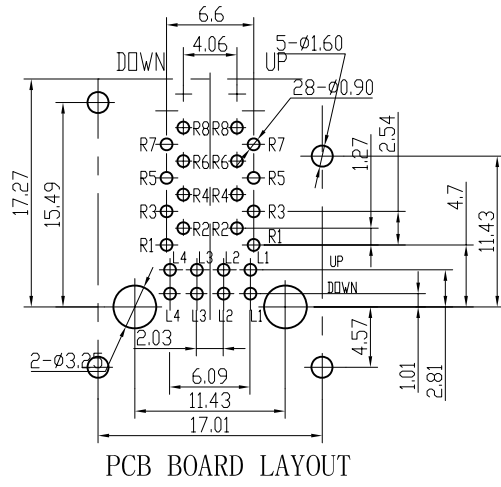 6.6
4.06
5-Ø1.60
DOWN UP
28-Ø0.90
R8 R8
R7 R7
R6 R6
R5 R5
R4 R4
R3 R3
R2 R2
R1 R1
L4 L3 L2 L1
UP
DOWN
L4 L3 L2 L1
17.27
15.49
2.54
1.27
4.7
11.43
2-Ø3.25
2.03
4.57
1.01
2.81
6.09
11.43
17.01
PCB BOARD LAYOUT